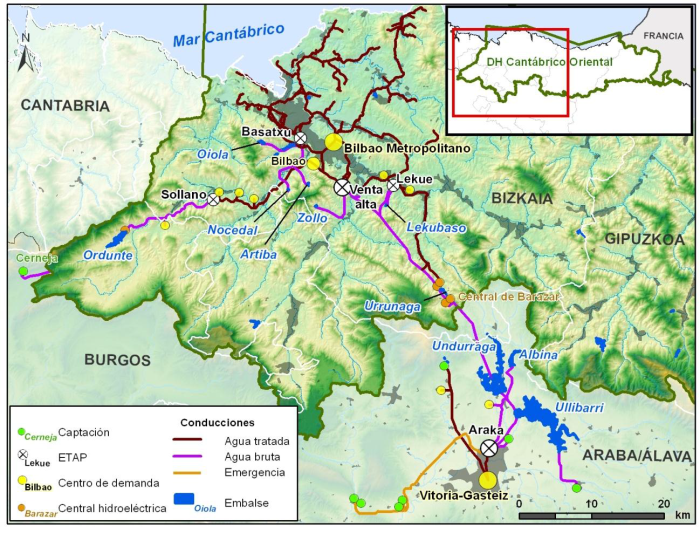 Mar Cantábrico
FRANCIA
DH Cantábrico Oriental
N
CANTABRIA
Basatxu
Oiola
Bilbao
Bilbao Metropolitano
Sollano
Lekue
Venta
alta
BIZKAIA
Nocedal
Zollo
Lekubaso
Ordunte
Artiba
GIPUZKOA
Cerneja
Central de Barazar
Urrunaga
BURGOS
Undurraga
Albina
Ullibarri
Araka
ARABA/ÁLAVA
Vitoria-Gasteiz
Cerneja Captación
Lekue ETAP
Bilbao Centro de demanda
Barazar Central hidroeléctrica
Conducciones
Agua tratada
Agua bruta
Emergencia
Oiola Embalse
0 10 20
km